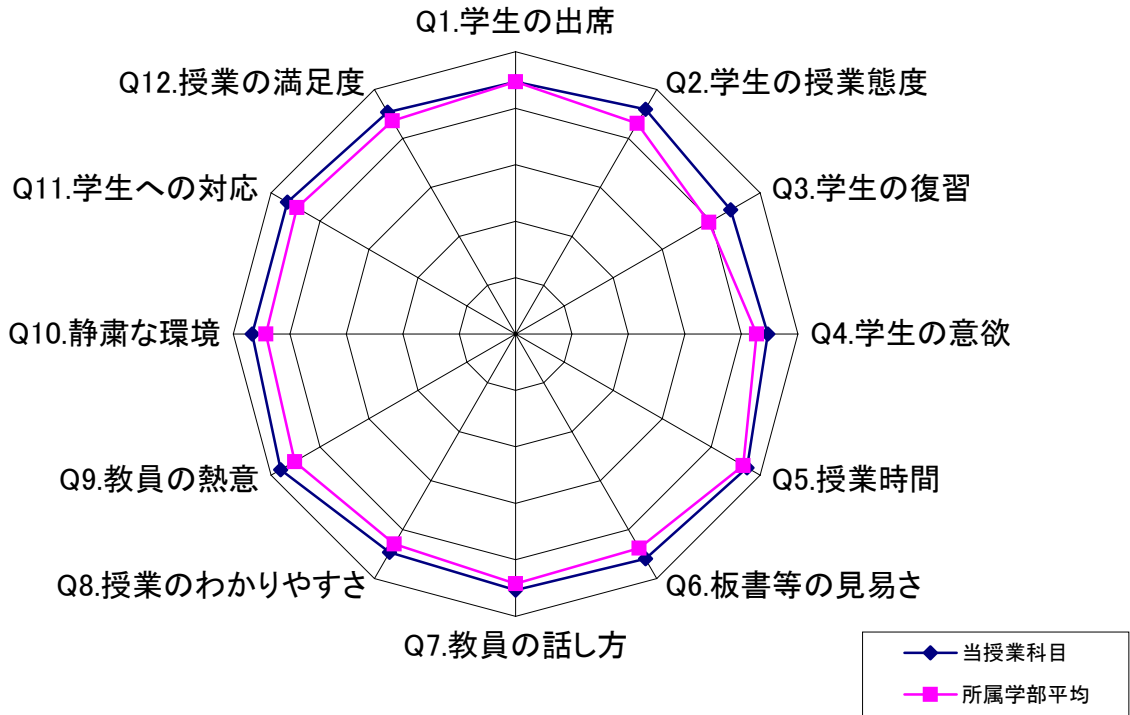 Q1.学生の出席
Q2.学生の授業態度
Q3.学生の復習
Q4.学生の意欲
Q5.授業時間
Q6.板書等の見易さ
Q7.教員の話し方
Q8.授業のわかりやすさ
Q9.教員の熱意
Q10.静粛な環境
Q11.学生への対応
Q12.授業の満足度
当授業科目
所属学部平均